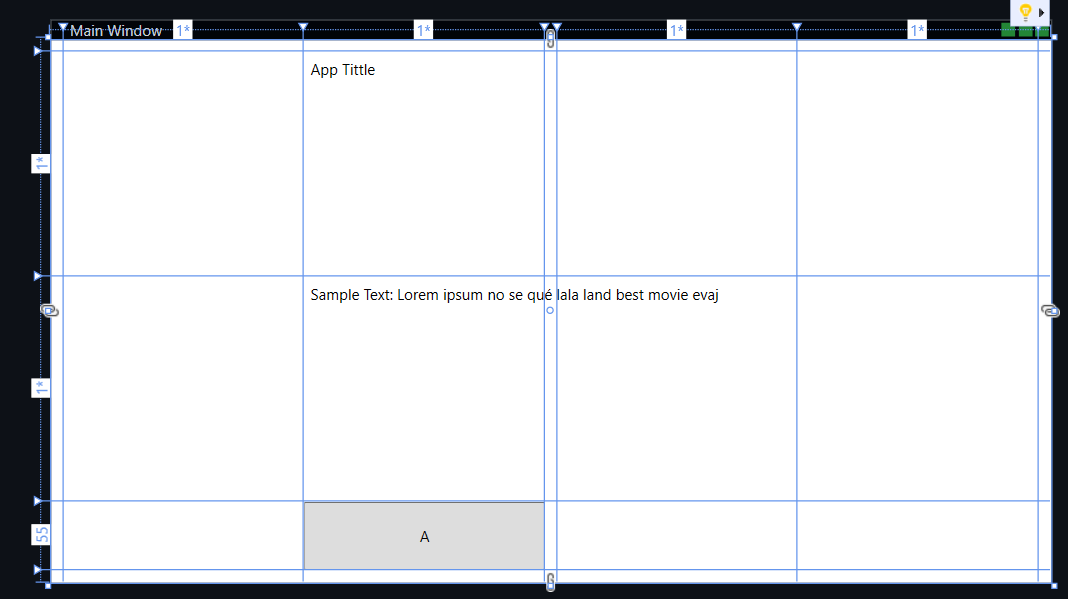 Main Window 1* 1* 1* 1*
App Tittle
1*
Sample Text: Lorem ipsum no se qué lala land best movie evaj
1*
55
A